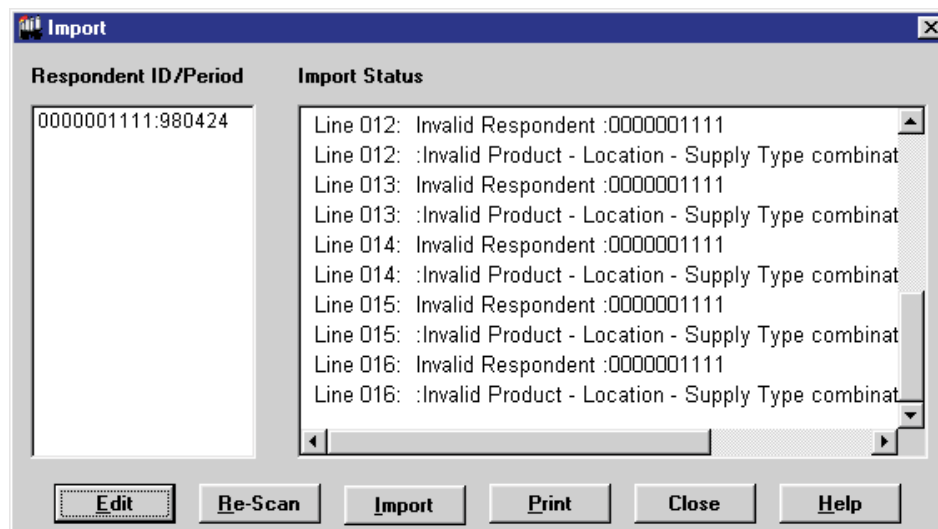 Import
Respondent ID/Period
Import Status
0000001111:980424
Line 012: Invalid Respondent :0000001111
Line 012: :Invalid Product - Location - Supply Type combinat
Line 013: Invalid Respondent :0000001111
Line 013: :Invalid Product - Location - Supply Type combinat
Line 014: Invalid Respondent :0000001111
Line 014: :Invalid Product - Location - Supply Type combinat
Line 015: Invalid Respondent :0000001111
Line 015: :Invalid Product - Location - Supply Type combinat
Line 016: Invalid Respondent :0000001111
Line 016: :Invalid Product - Location - Supply Type combinat
Edit Re-Scan Import Print Close Help